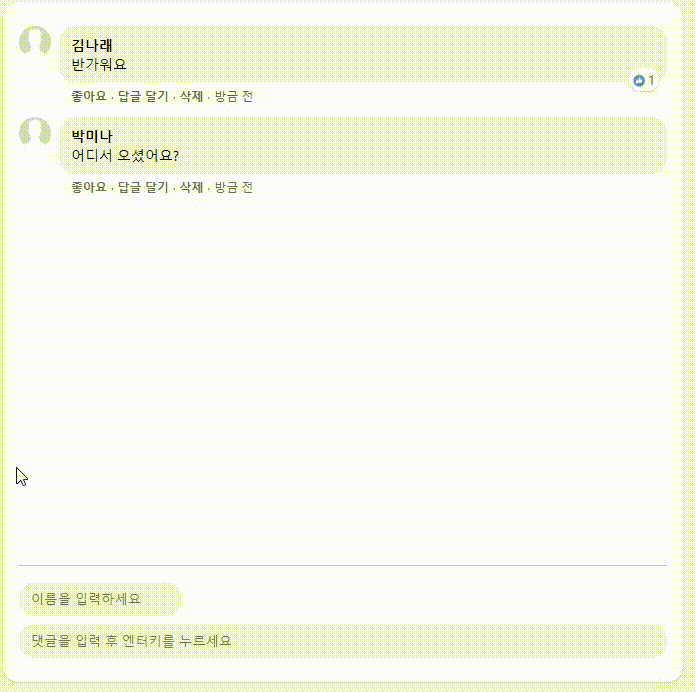 김나래
반가워요
1
좋아요 · 답글 달기 · 삭제 · 방금 전
박미나
어디서 오셨어요?
좋아요 · 답글 달기 · 삭제 · 방금 전
이름을 입력하세요
댓글을 입력 후 엔터키를 누르세요